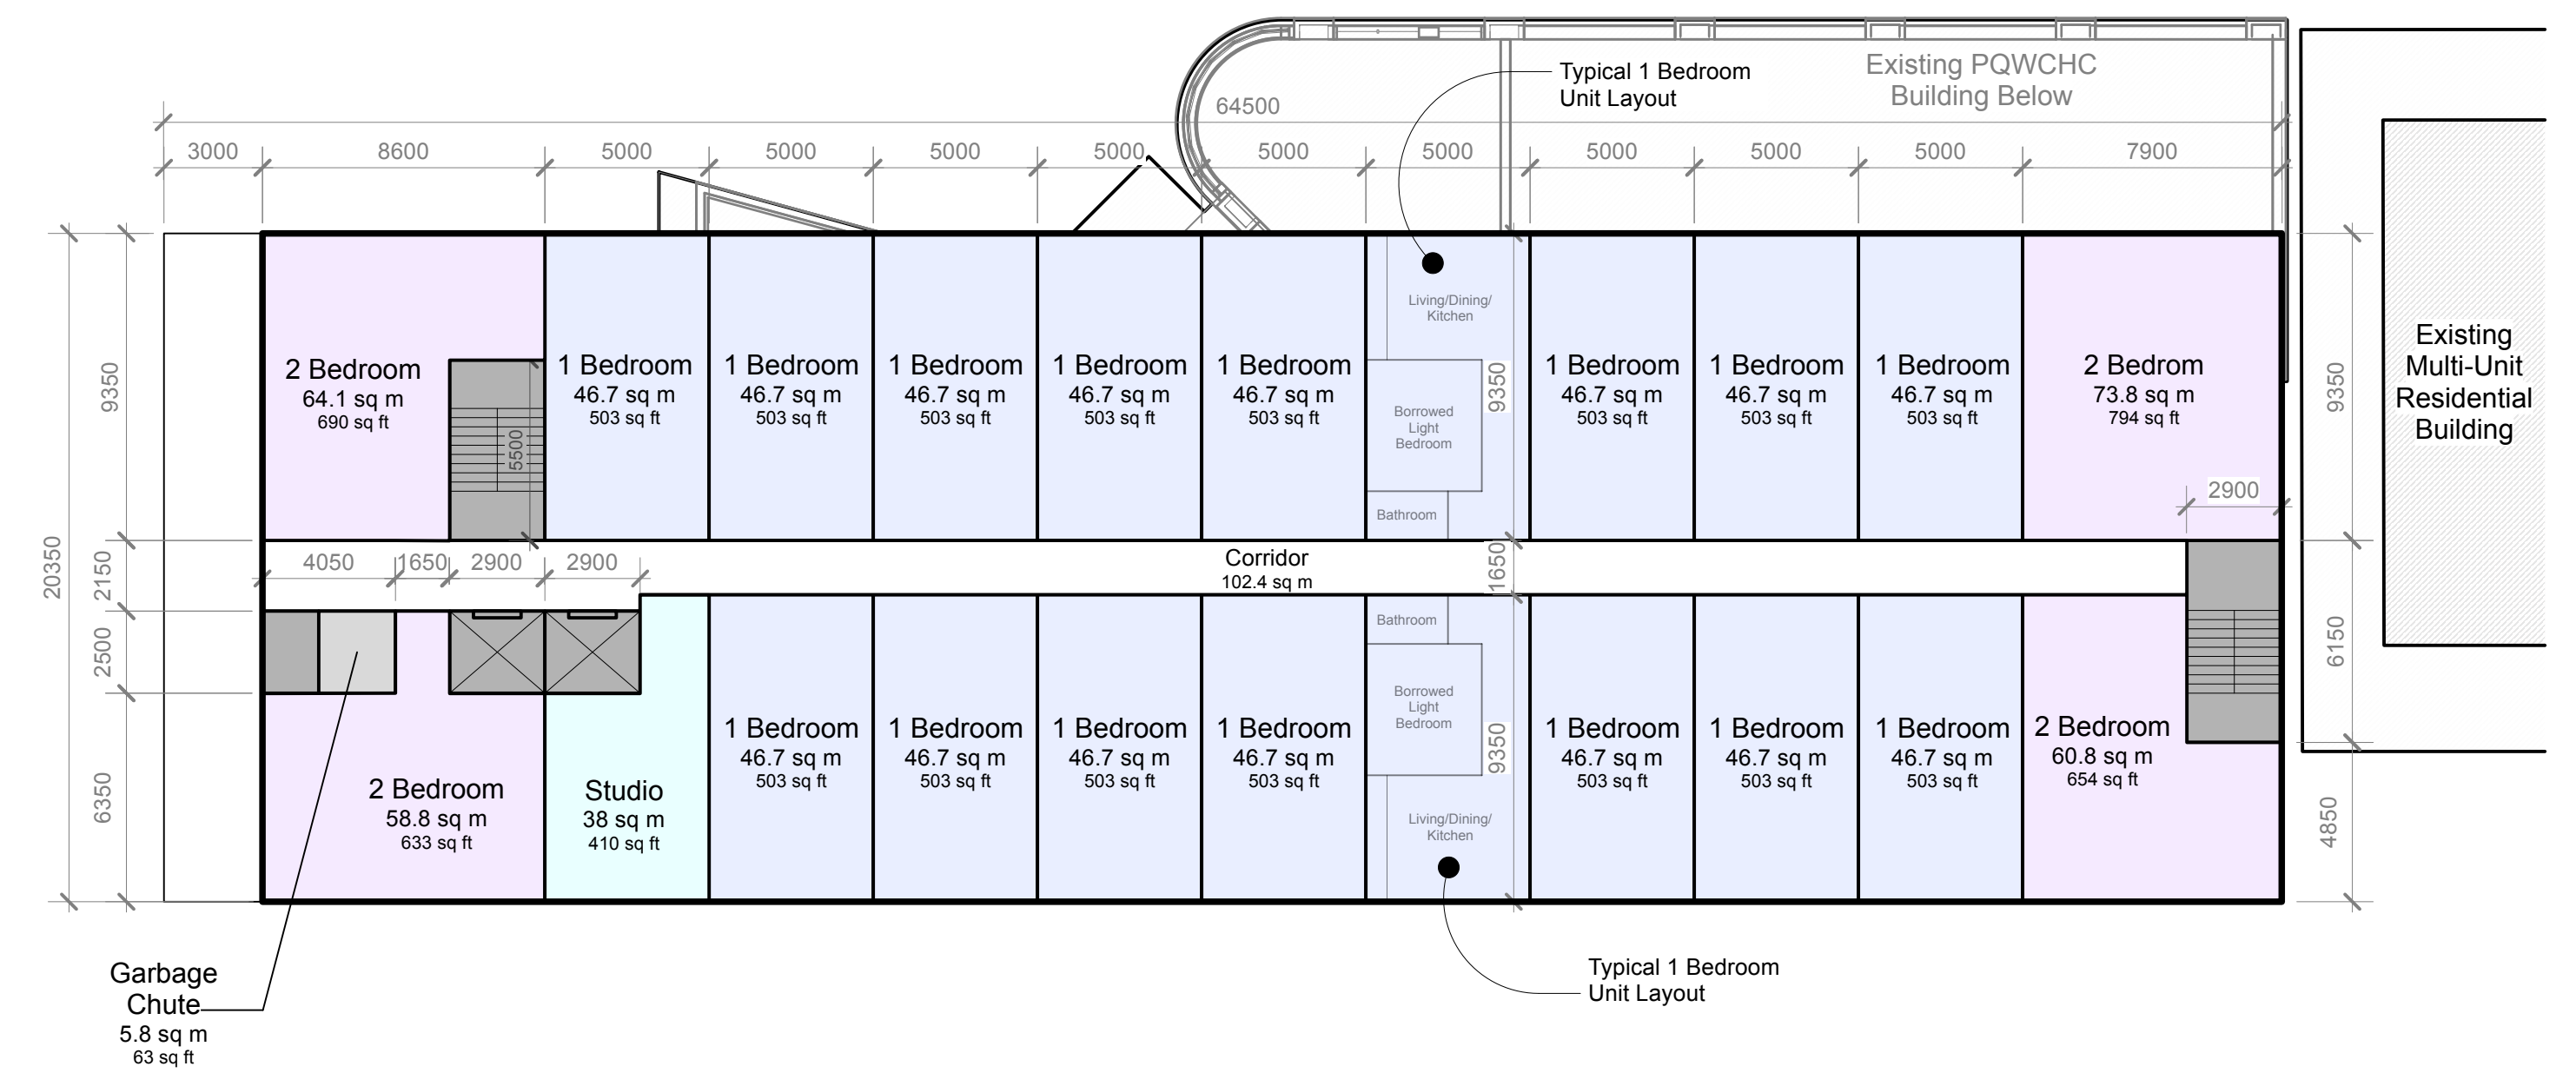 Existing PQWCHC
Building Below
Typical 1 Bedroom
Unit Layout
64500
3000
8600
5000
5000
5000
5000
5000
5000
5000
5000
5000
7900
20350
9350
2150
2500
6350
2 Bedroom
64.1 sq m
690 sq ft
5500
1 Bedroom
46.7 sq m
503 sq ft
1 Bedroom
46.7 sq m
503 sq ft
1 Bedroom
46.7 sq m
503 sq ft
1 Bedroom
46.7 sq m
503 sq ft
1 Bedroom
46.7 sq m
503 sq ft
Living/Dining/
Kitchen
Borrowed
Light
Bedroom
Bathroom
9350
1 Bedroom
46.7 sq m
503 sq ft
1 Bedroom
46.7 sq m
503 sq ft
1 Bedroom
46.7 sq m
503 sq ft
2 Bedrom
73.8 sq m
794 sq ft
2900
9350
6150
4850
Existing
Multi-Unit
Residential
Building
4050
1650
2900
2900
Corridor
102.4 sq m
1650
2 Bedroom
58.8 sq m
633 sq ft
Studio
38 sq m
410 sq ft
1 Bedroom
46.7 sq m
503 sq ft
1 Bedroom
46.7 sq m
503 sq ft
1 Bedroom
46.7 sq m
503 sq ft
1 Bedroom
46.7 sq m
503 sq ft
Bathroom
Borrowed
Light
Bedroom
Living/Dining/
Kitchen
9350
1 Bedroom
46.7 sq m
503 sq ft
1 Bedroom
46.7 sq m
503 sq ft
1 Bedroom
46.7 sq m
503 sq ft
2 Bedroom
60.8 sq m
654 sq ft
Garbage
Chute
5.8 sq m
63 sq ft
Typical 1 Bedroom
Unit Layout